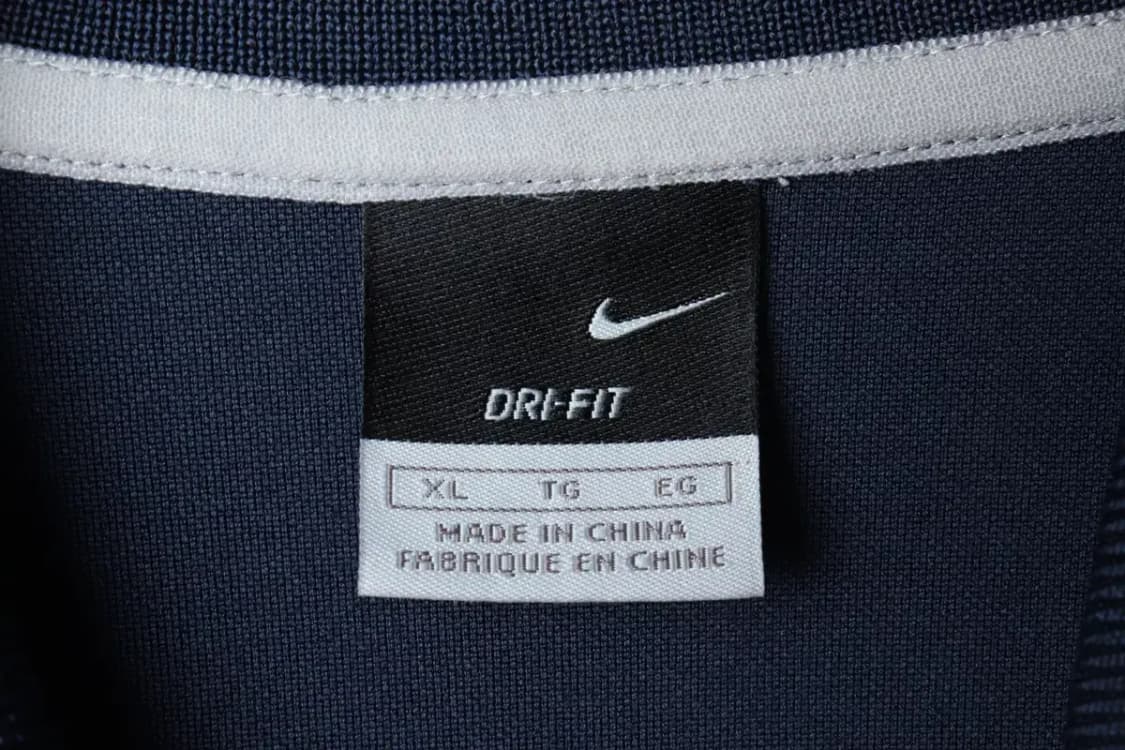 DRI-FIT
XL TG EG
MADE IN CHINA
FABRIQUE EN CHINE